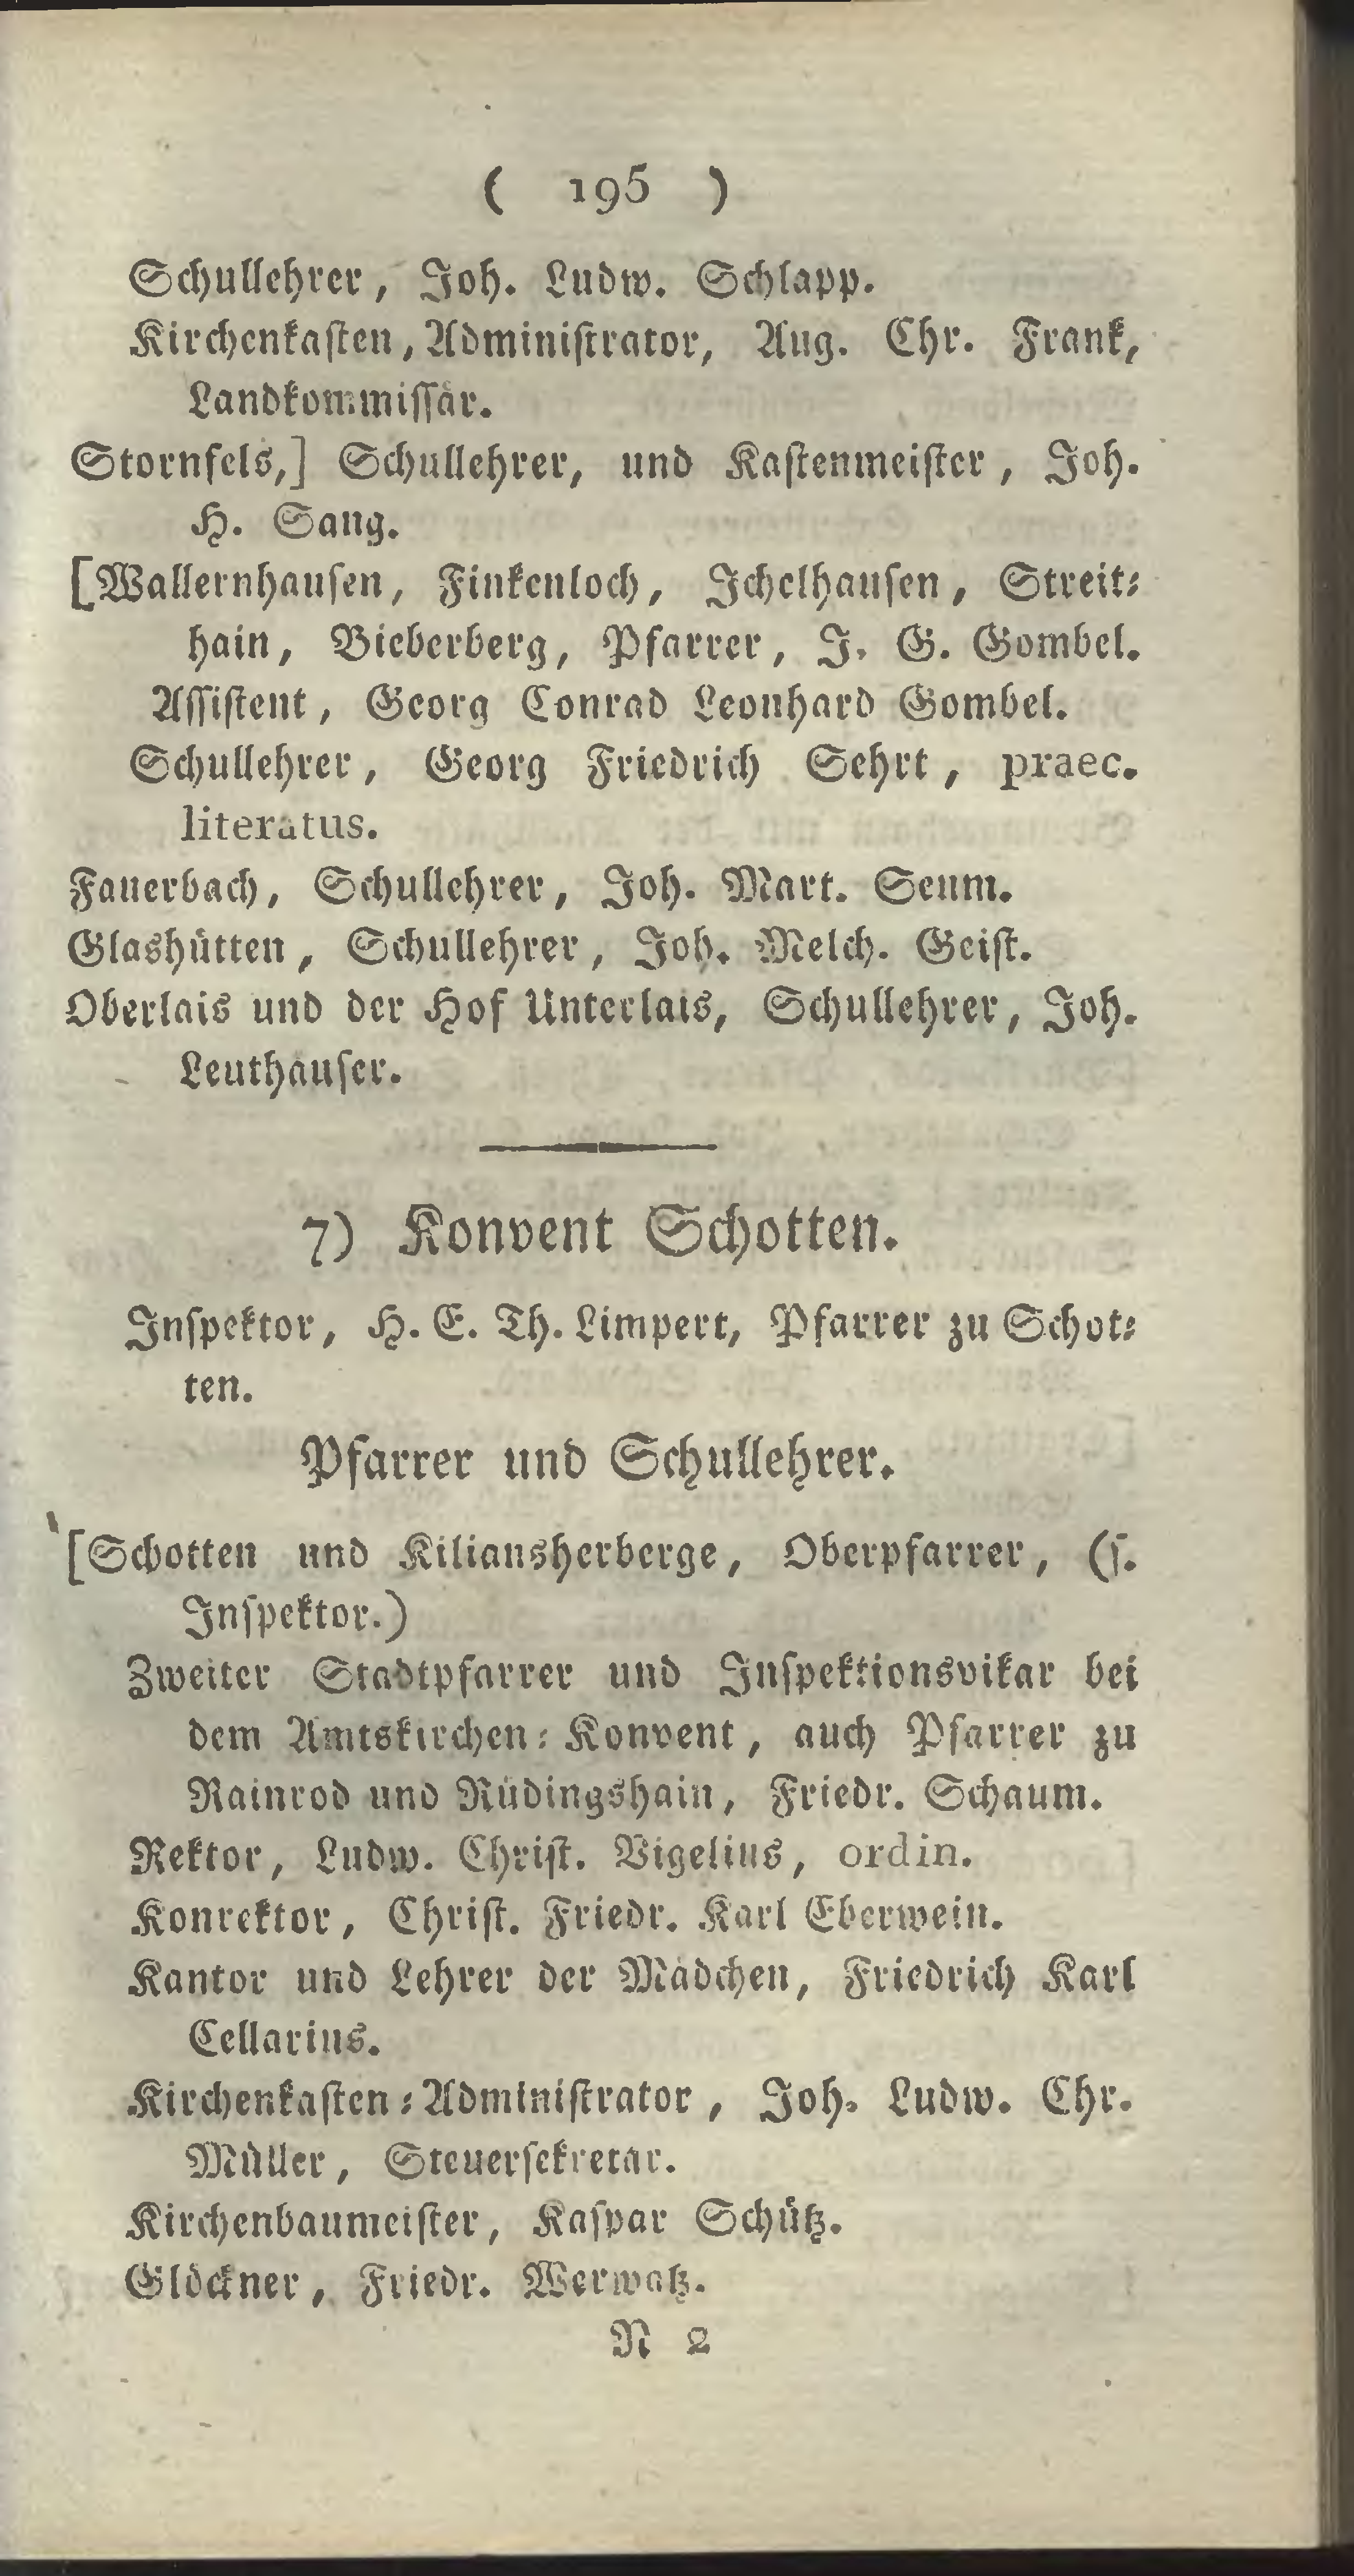 ( 195 )
Schullehrer, Joh. Ludw. Schlapp.
Kirchenkasten, Administrator, Aug. Chr. Frank,
Landkommissär.
Stornfels,] Schullehrer, und Kastenmeister, Joh.
H. Sang.
[Wallernhausen, Finkenloch, Ichelhausen, Streit-
hain, Bieberberg, Pfarrer, J. G. Gombel.
Assistent, Georg Conrad Leonhard Gombel.
Schullehrer, Georg Friedrich Sehrt, praec.
literatus.
Fauerbach, Schullehrer, Joh. Mart. Seum.
Glashütten, Schullehrer, Joh. Melch. Geist.
Oberlais und der Hof Unterlais, Schullehrer, Joh.
Leuthäuser.
7) Konvent Schotten.
Inspektor, H. E. Th. Limpert, Pfarrer zu Schot-
ten.
Pfarrer und Schullehrer.
[Schotten und Kiliansherberge, Oberpfarrer, (s.
Inspektor.)
Zweiter Stadtpfarrer und Inspektionsvikar bei
dem Amtskirchen-Konvent, auch Pfarrer zu
Rainrod und Rüdingshain, Friedr. Schaum.
Rektor, Ludw. Christ. Vigelius, ordin.
Konrektor, Christ. Friedr. Karl Eberwein.
Kantor und Lehrer der Mädchen, Friedrich Karl
Cellarius.
Kirchenkasten-Administrator, Joh. Ludw. Chr.
Müller, Steuersekretär.
Kirchenbaumeister, Kaspar Schütz.
Glöckner, Friedr. Werwatz.
N 2